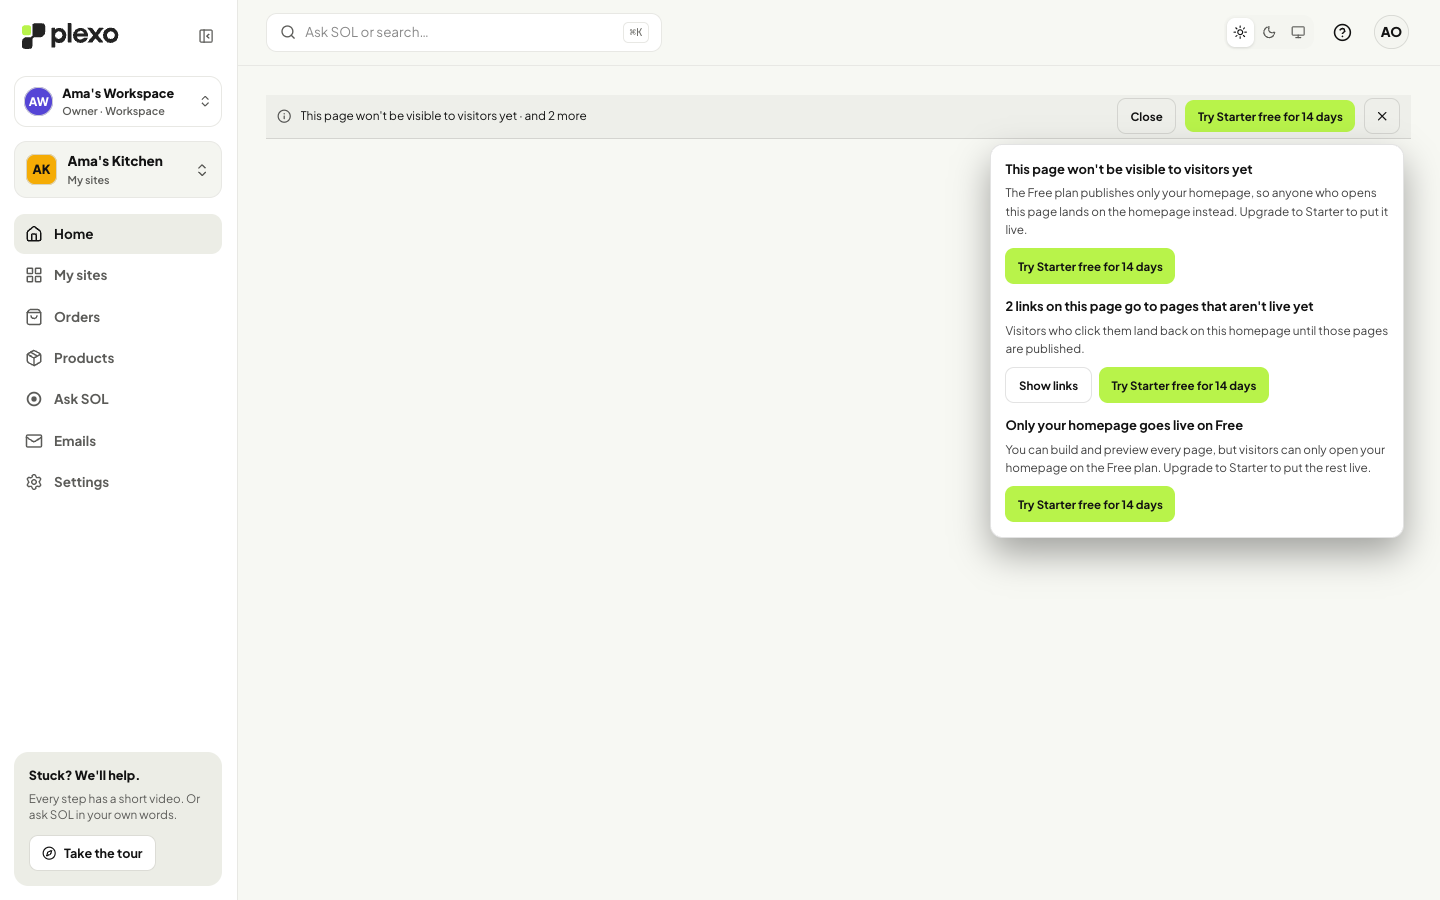 plexo
Ask SOL or search...
⌘K
AO
AW
Ama's Workspace
Owner · Workspace
AK
Ama's Kitchen
My sites
Home
My sites
Orders
Products
Ask SOL
Emails
Settings
Stuck? We'll help.
Every step has a short video. Or
ask SOL in your own words.
Take the tour
This page won't be visible to visitors yet · and 2 more
Close
Try Starter free for 14 days
This page won't be visible to visitors yet
The Free plan publishes only your homepage, so anyone who opens
this page lands on the homepage instead. Upgrade to Starter to put it
live.
Try Starter free for 14 days
2 links on this page go to pages that aren't live yet
Visitors who click them land back on this homepage until those pages
are published.
Show links
Try Starter free for 14 days
Only your homepage goes live on Free
You can build and preview every page, but visitors can only open your
homepage on the Free plan. Upgrade to Starter to put the rest live.
Try Starter free for 14 days